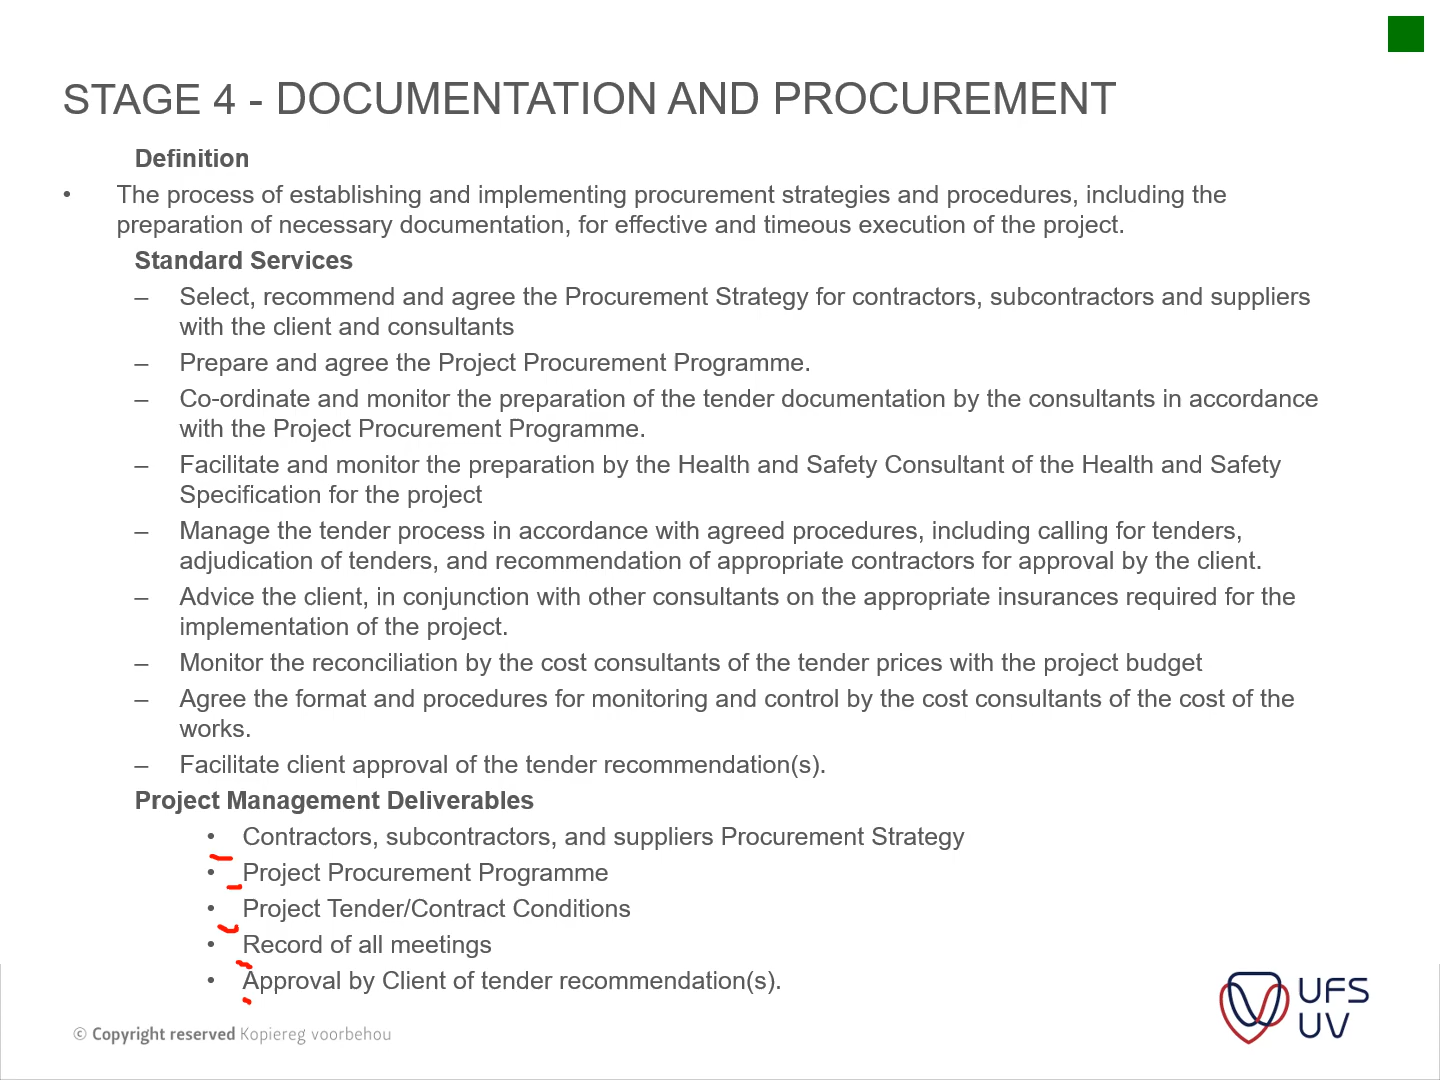 STAGE 4 - DOCUMENTATION AND PROCUREMENT
Definition
• The process of establishing and implementing procurement strategies and procedures, including the
preparation of necessary documentation, for effective and timeous execution of the project.
Standard Services
– Select, recommend and agree the Procurement Strategy for contractors, subcontractors and suppliers
with the client and consultants
– Prepare and agree the Project Procurement Programme.
– Co-ordinate and monitor the preparation of the tender documentation by the consultants in accordance
with the Project Procurement Programme.
– Facilitate and monitor the preparation by the Health and Safety Consultant of the Health and Safety
Specification for the project
– Manage the tender process in accordance with agreed procedures, including calling for tenders,
adjudication of tenders, and recommendation of appropriate contractors for approval by the client.
– Advice the client, in conjunction with other consultants on the appropriate insurances required for the
implementation of the project.
– Monitor the reconciliation by the cost consultants of the tender prices with the project budget
– Agree the format and procedures for monitoring and control by the cost consultants of the cost of the
works.
– Facilitate client approval of the tender recommendation(s).
Project Management Deliverables
• Contractors, subcontractors, and suppliers Procurement Strategy
• Project Procurement Programme
• Project Tender/Contract Conditions
• Record of all meetings
• Approval by Client of tender recommendation(s).
© Copyright reserved Kopiereg voorbehou
UFS
UV